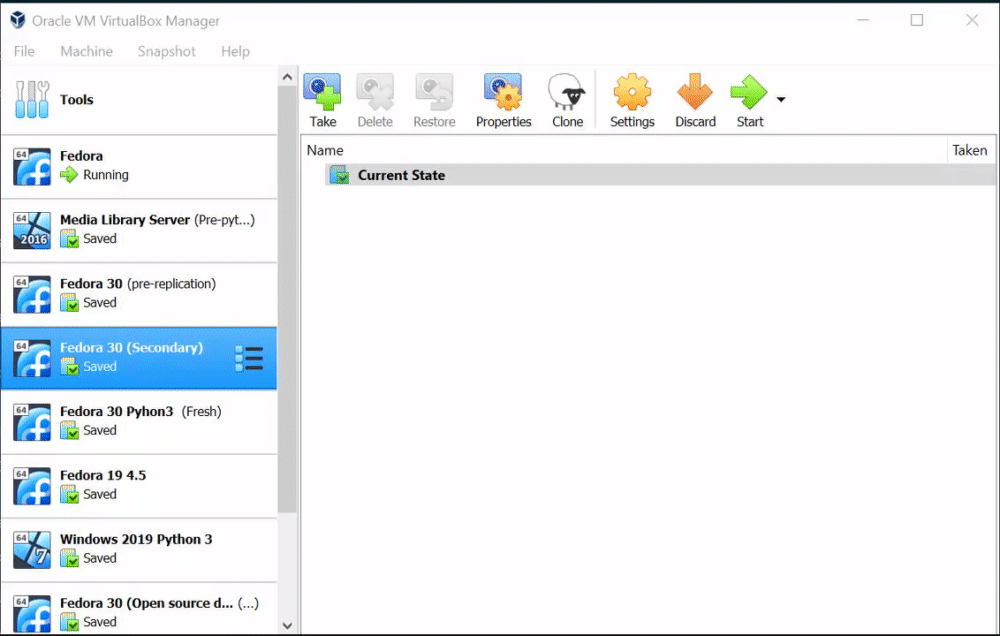 Oracle VM VirtualBox Manager
File Machine Snapshot Help
Tools
Take Delete Restore Properties Clone Settings Discard Start
Name Taken
Current State
64
Fedora
Running
64
2016
Media Library Server (Pre-pyt...)
Saved
64
Fedora 30 (pre-replication)
Saved
64
Fedora 30 (Secondary)
Saved
64
Fedora 30 Pyhon3 (Fresh)
Saved
64
Fedora 19 4.5
Saved
64
7
Windows 2019 Python 3
Saved
64
Fedora 30 (Open source d... (...)
Saved